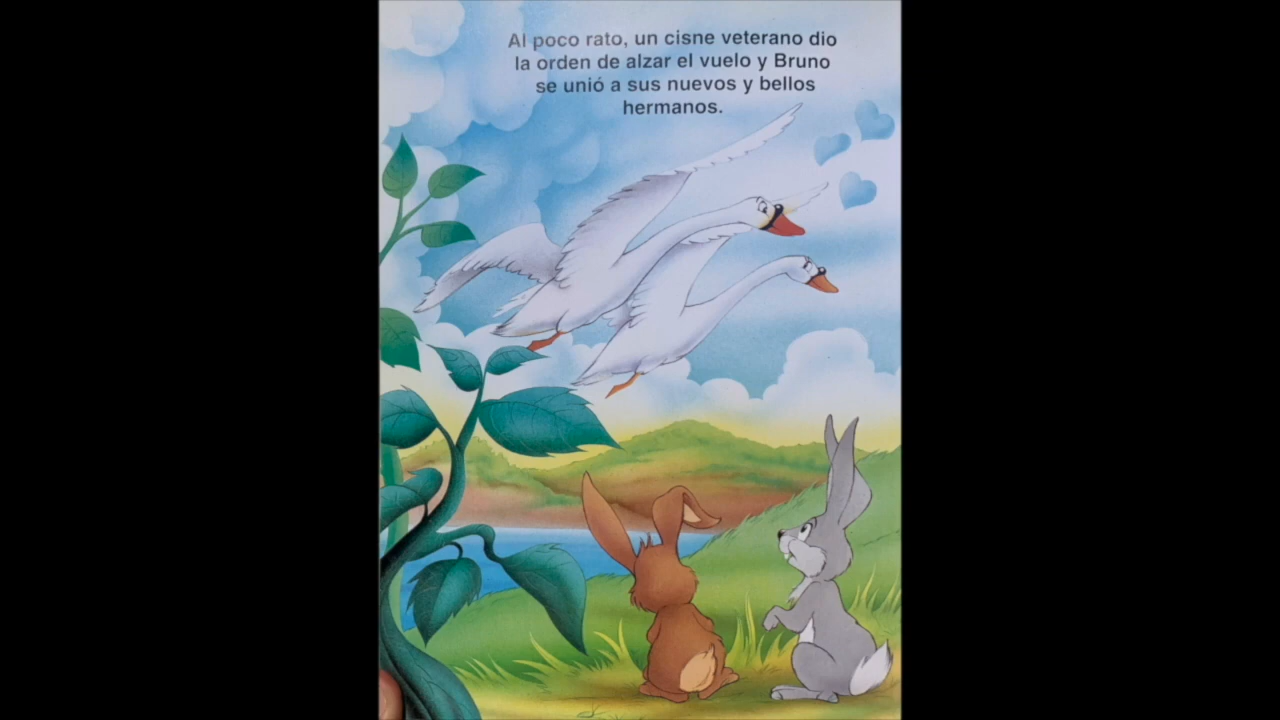 Al poco rato, un cisne veterano dio
la orden de alzar el vuelo y Bruno
se unió a sus nuevos y bellos
hermanos.